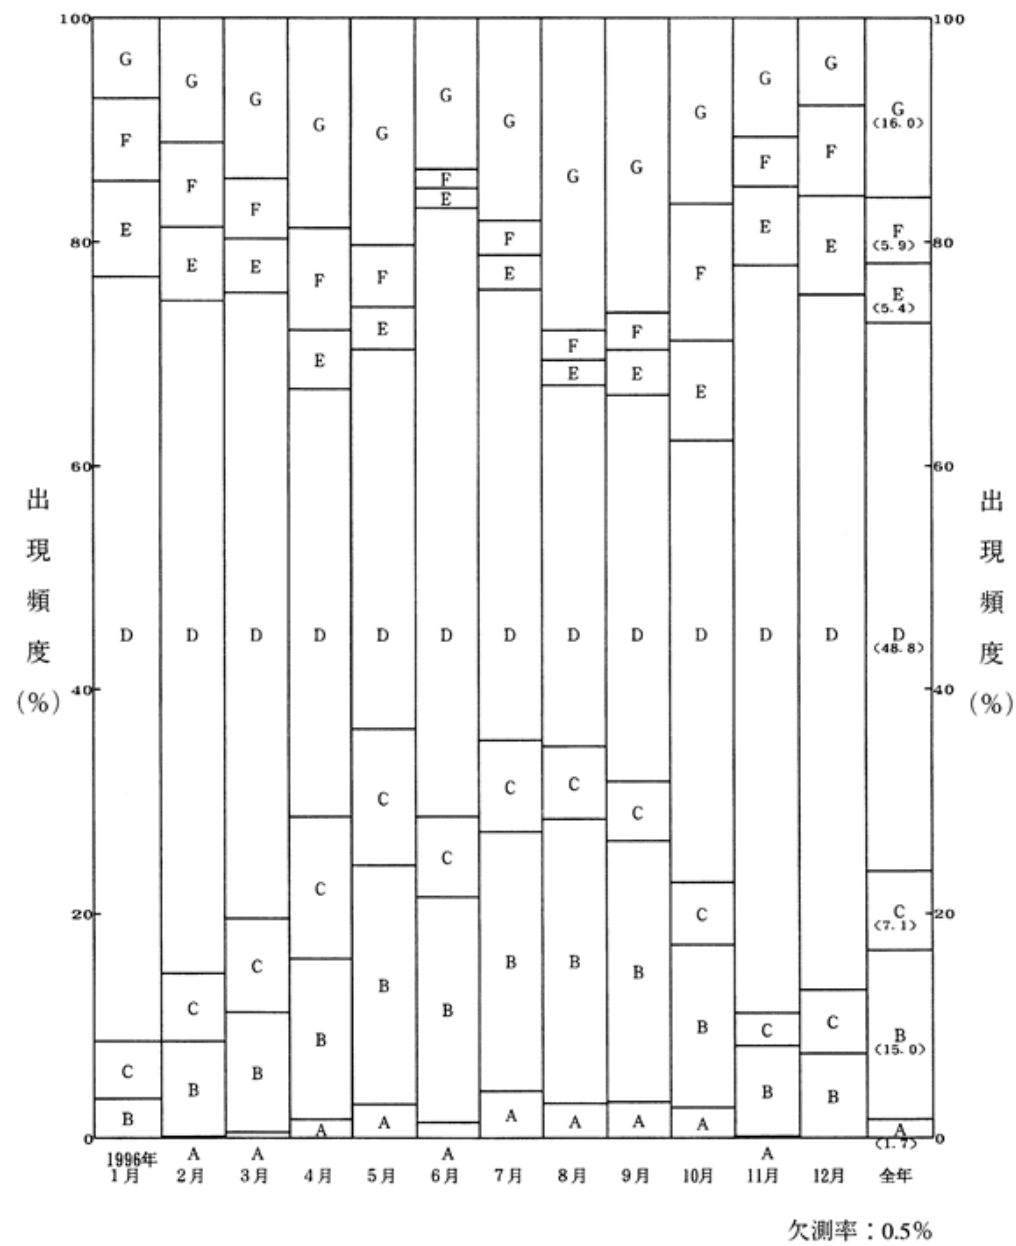 100 100
G G G G G G G G G G G G G
(16.0)
F F F F F F F F F F F F F
(5.9)
80 80
E E E E E E E E E E E E E
(5.4)
60 60
出現頻度(%) 出現頻度(%)
D D D D D D D D D D D D D
(48.8)
40 40
C C C C C C C C C C C C C
(7.1)
20 20
B B B B B B B B B B B B B
(15.0)
A A A A A A A A
(1.7)
0 0
A A A A
1996年
1月 2月 3月 4月 5月 6月 7月 8月 9月 10月 11月 12月 全年
欠測率：0.5%